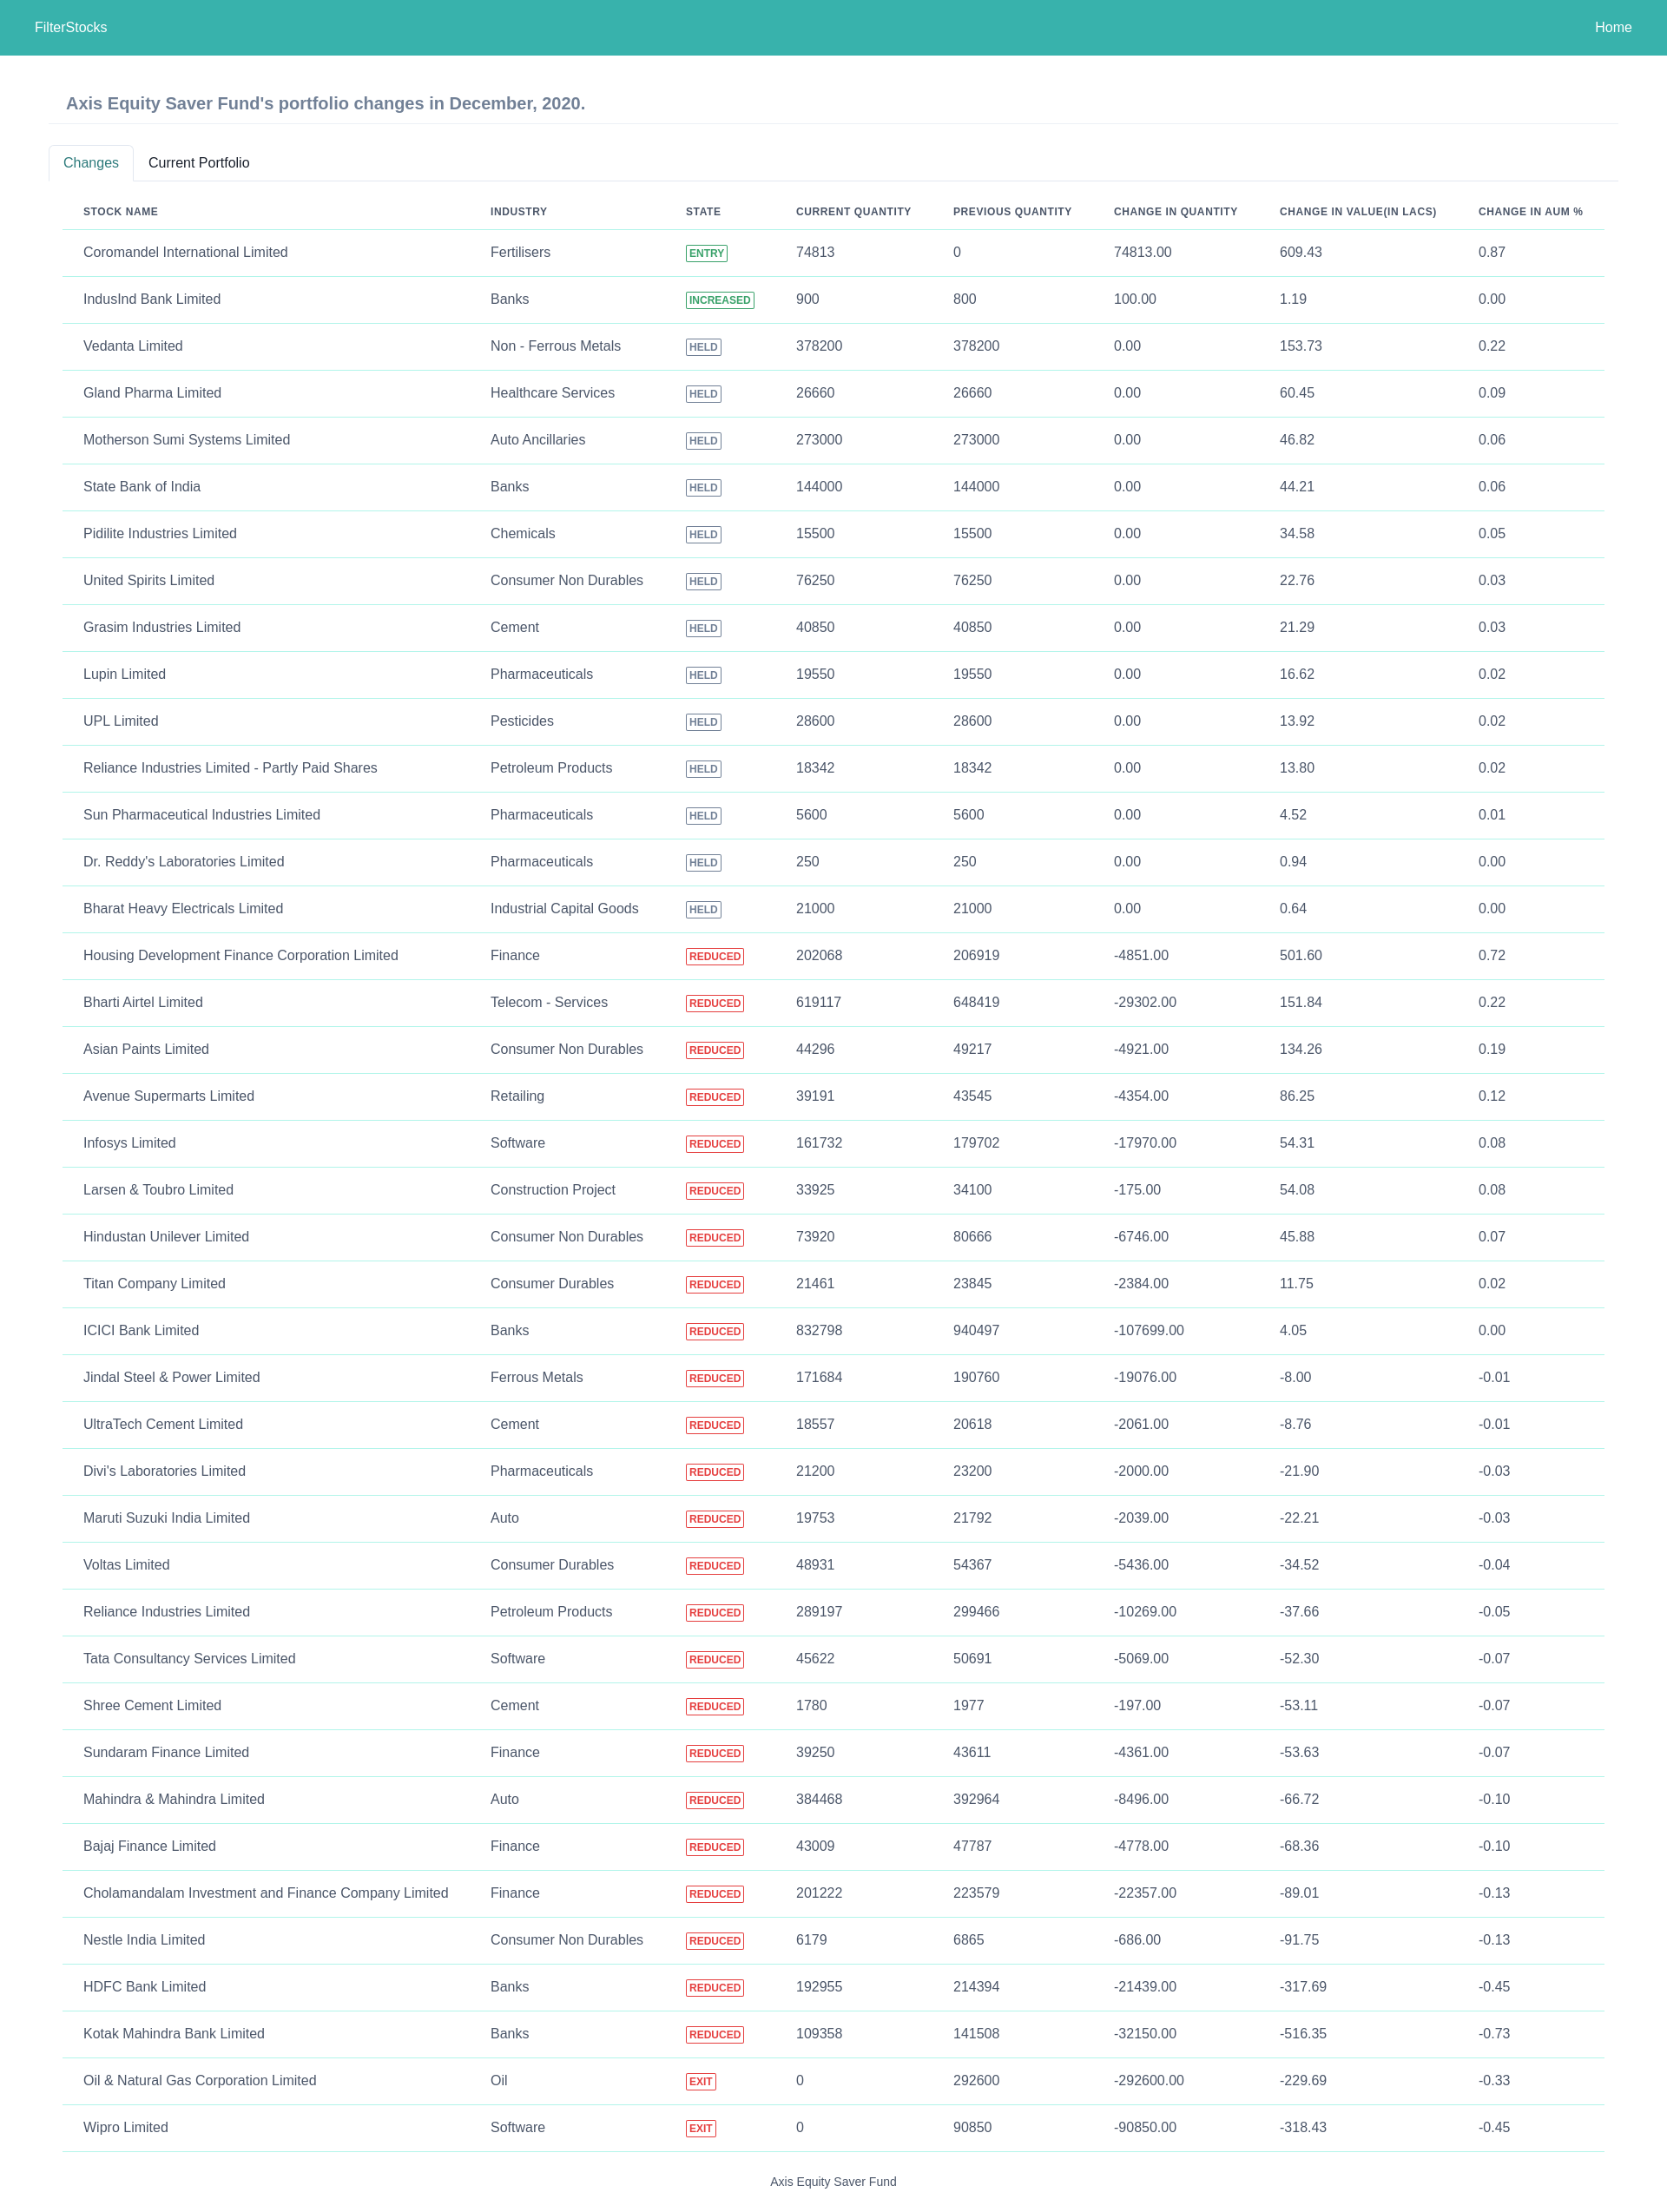 FilterStocks Home
Axis Equity Saver Fund's portfolio changes in December, 2020.
Changes Current Portfolio
STOCK NAME INDUSTRY STATE CURRENT QUANTITY PREVIOUS QUANTITY CHANGE IN QUANTITY CHANGE IN VALUE(IN LACS) CHANGE IN AUM %
Coromandel International Limited Fertilisers ENTRY 74813 0 74813.00 609.43 0.87
IndusInd Bank Limited Banks INCREASED 900 800 100.00 1.19 0.00
Vedanta Limited Non - Ferrous Metals HELD 378200 378200 0.00 153.73 0.22
Gland Pharma Limited Healthcare Services HELD 26660 26660 0.00 60.45 0.09
Motherson Sumi Systems Limited Auto Ancillaries HELD 273000 273000 0.00 46.82 0.06
State Bank of India Banks HELD 144000 144000 0.00 44.21 0.06
Pidilite Industries Limited Chemicals HELD 15500 15500 0.00 34.58 0.05
United Spirits Limited Consumer Non Durables HELD 76250 76250 0.00 22.76 0.03
Grasim Industries Limited Cement HELD 40850 40850 0.00 21.29 0.03
Lupin Limited Pharmaceuticals HELD 19550 19550 0.00 16.62 0.02
UPL Limited Pesticides HELD 28600 28600 0.00 13.92 0.02
Reliance Industries Limited - Partly Paid Shares Petroleum Products HELD 18342 18342 0.00 13.80 0.02
Sun Pharmaceutical Industries Limited Pharmaceuticals HELD 5600 5600 0.00 4.52 0.01
Dr. Reddy's Laboratories Limited Pharmaceuticals HELD 250 250 0.00 0.94 0.00
Bharat Heavy Electricals Limited Industrial Capital Goods HELD 21000 21000 0.00 0.64 0.00
Housing Development Finance Corporation Limited Finance REDUCED 202068 206919 -4851.00 501.60 0.72
Bharti Airtel Limited Telecom - Services REDUCED 619117 648419 -29302.00 151.84 0.22
Asian Paints Limited Consumer Non Durables REDUCED 44296 49217 -4921.00 134.26 0.19
Avenue Supermarts Limited Retailing REDUCED 39191 43545 -4354.00 86.25 0.12
Infosys Limited Software REDUCED 161732 179702 -17970.00 54.31 0.08
Larsen & Toubro Limited Construction Project REDUCED 33925 34100 -175.00 54.08 0.08
Hindustan Unilever Limited Consumer Non Durables REDUCED 73920 80666 -6746.00 45.88 0.07
Titan Company Limited Consumer Durables REDUCED 21461 23845 -2384.00 11.75 0.02
ICICI Bank Limited Banks REDUCED 832798 940497 -107699.00 4.05 0.00
Jindal Steel & Power Limited Ferrous Metals REDUCED 171684 190760 -19076.00 -8.00 -0.01
UltraTech Cement Limited Cement REDUCED 18557 20618 -2061.00 -8.76 -0.01
Divi's Laboratories Limited Pharmaceuticals REDUCED 21200 23200 -2000.00 -21.90 -0.03
Maruti Suzuki India Limited Auto REDUCED 19753 21792 -2039.00 -22.21 -0.03
Voltas Limited Consumer Durables REDUCED 48931 54367 -5436.00 -34.52 -0.04
Reliance Industries Limited Petroleum Products REDUCED 289197 299466 -10269.00 -37.66 -0.05
Tata Consultancy Services Limited Software REDUCED 45622 50691 -5069.00 -52.30 -0.07
Shree Cement Limited Cement REDUCED 1780 1977 -197.00 -53.11 -0.07
Sundaram Finance Limited Finance REDUCED 39250 43611 -4361.00 -53.63 -0.07
Mahindra & Mahindra Limited Auto REDUCED 384468 392964 -8496.00 -66.72 -0.10
Bajaj Finance Limited Finance REDUCED 43009 47787 -4778.00 -68.36 -0.10
Cholamandalam Investment and Finance Company Limited Finance REDUCED 201222 223579 -22357.00 -89.01 -0.13
Nestle India Limited Consumer Non Durables REDUCED 6179 6865 -686.00 -91.75 -0.13
HDFC Bank Limited Banks REDUCED 192955 214394 -21439.00 -317.69 -0.45
Kotak Mahindra Bank Limited Banks REDUCED 109358 141508 -32150.00 -516.35 -0.73
Oil & Natural Gas Corporation Limited Oil EXIT 0 292600 -292600.00 -229.69 -0.33
Wipro Limited Software EXIT 0 90850 -90850.00 -318.43 -0.45
Axis Equity Saver Fund